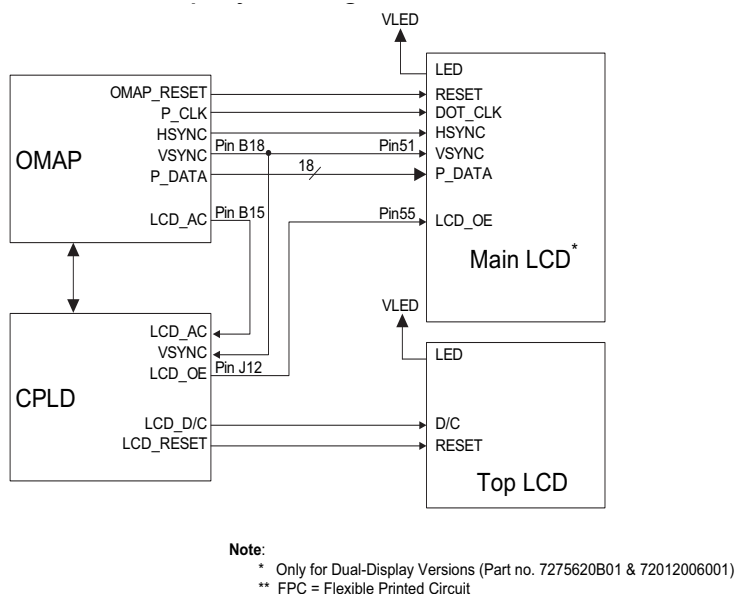 VLED
LED
OMAP_RESET
RESET
P_CLK
DOT_CLK
HSYNC
HSYNC
VSYNC
Pin B18
Pin51
VSYNC
OMAP
P_DATA
18
P_DATA
LCD_AC
Pin B15
Pin55
LCD_OE
Main LCD*
VLED
LCD_AC
VSYNC
LED
LCD_OE
Pin J12
CPLD
LCD_D/C
D/C
LCD_RESET
RESET
Top LCD
Note:
* Only for Dual-Display Versions (Part no. 7275620B01 & 72012006001)
** FPC = Flexible Printed Circuit